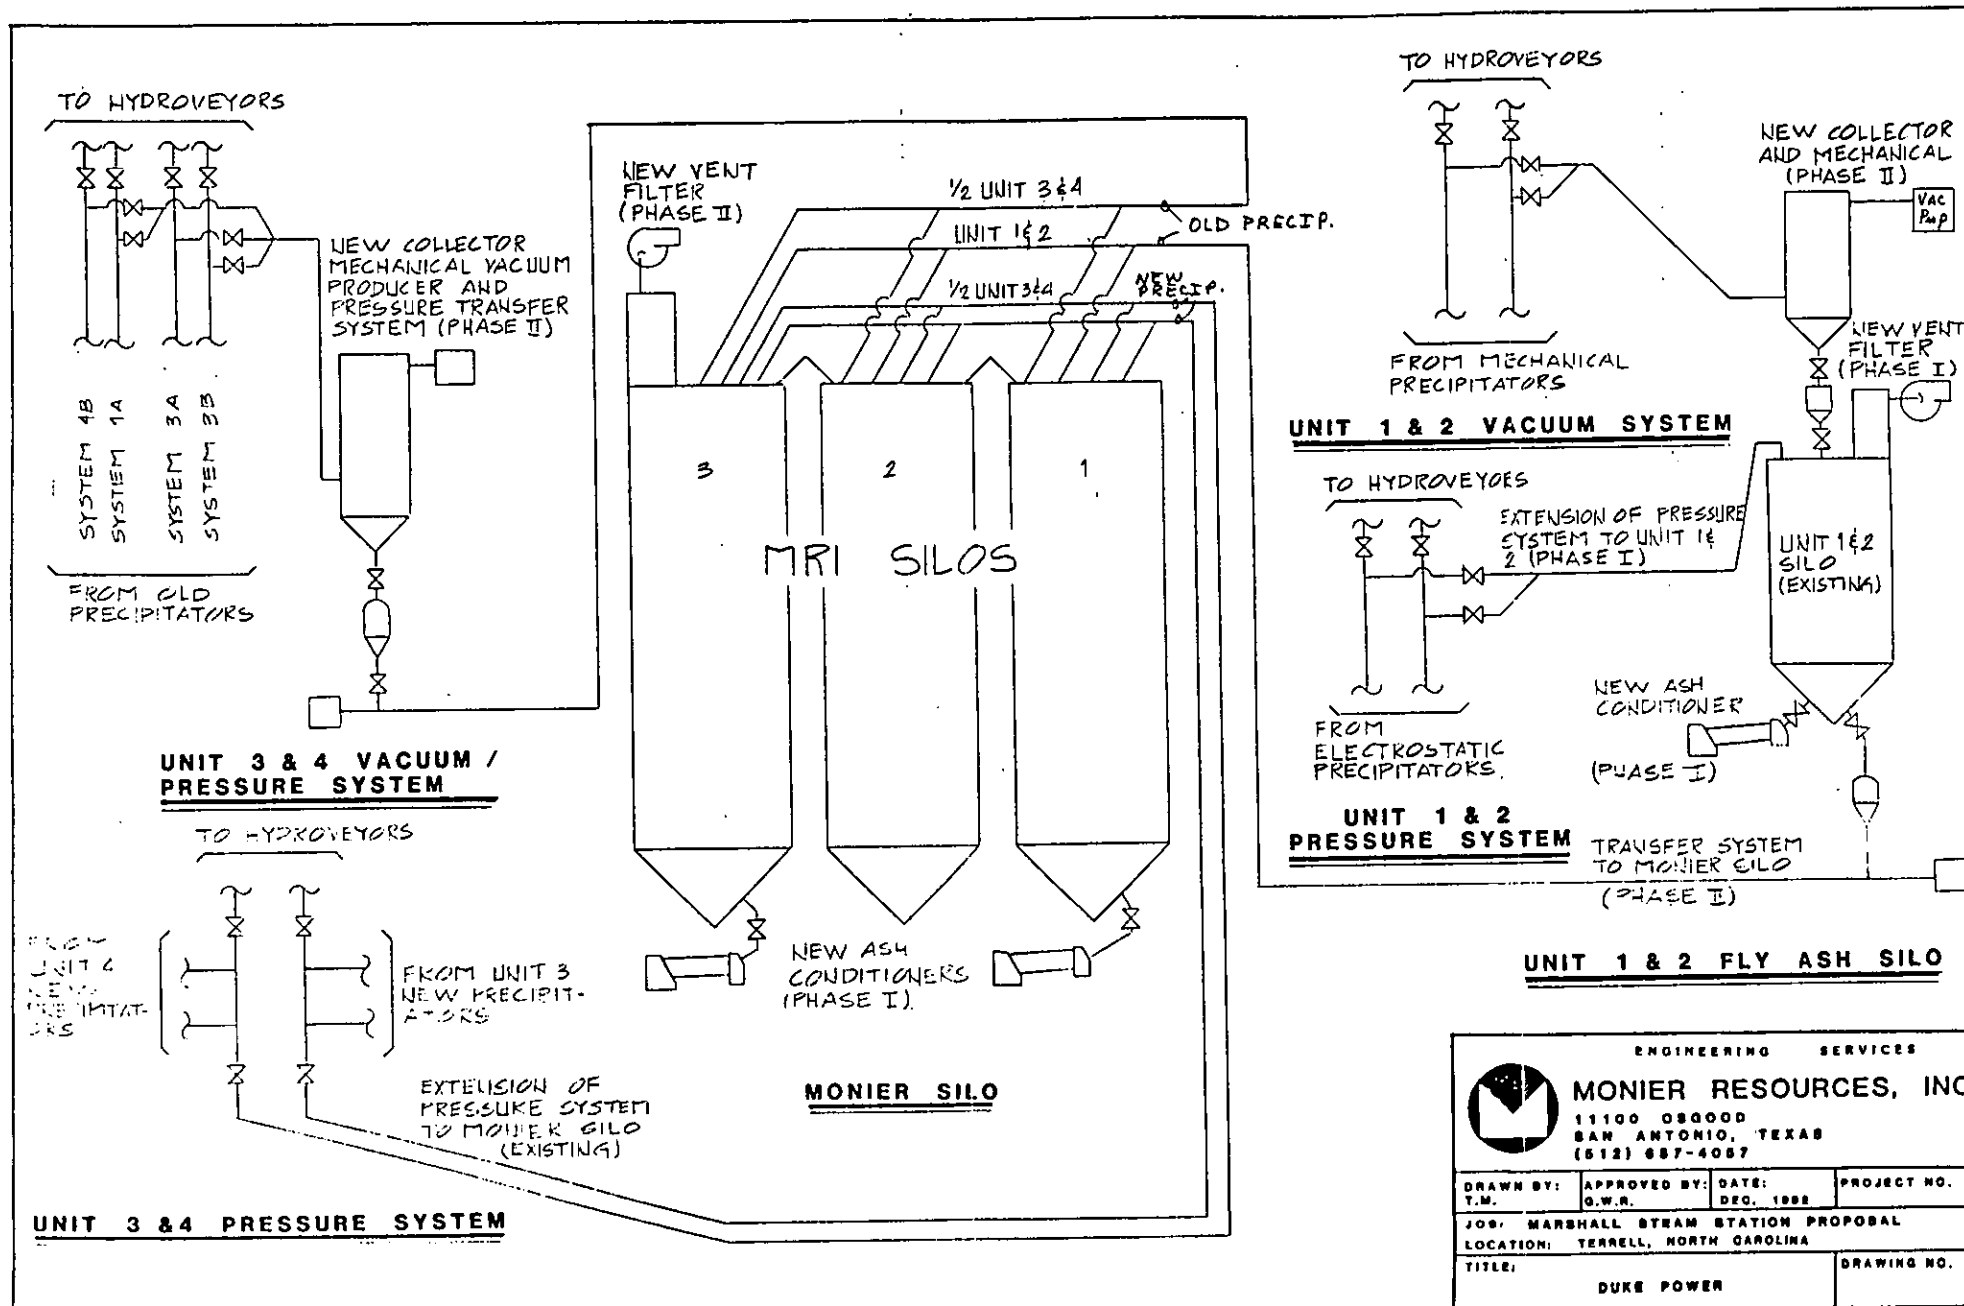 TO HYDROVEYORS
SYSTEM 4B
SYSTEM 4A
SYSTEM 3A
SYSTEM 3B
FROM OLD
PRECIPITATORS
NEW COLLECTOR
MECHANICAL VACUUM
PRODUCER AND
PRESSURE TRANSFER
SYSTEM (PHASE II)
UNIT 3 & 4 VACUUM /
PRESSURE SYSTEM
NEW VENT
FILTER
(PHASE II)
1/2 UNIT 3&4
UNIT 1&2
1/2 UNIT 3&4
OLD PRECIP.
NEW
PRECIP.
3
2
1
MRI SILOS
NEW ASH
CONDITIONERS
(PHASE I)
MONIER SILO
TO HYDROVEYORS
FROM
UNIT 4
NEW
FROM UNIT 3
NEW PRECIPIT-
ATORS
EXTENSION OF
PRESSURE SYSTEM
TO MONIER SILO
(EXISTING)
UNIT 3 & 4 PRESSURE SYSTEM
TO HYDROVEYORS
FROM MECHANICAL
PRECIPITATORS
UNIT 1 & 2 VACUUM SYSTEM
NEW COLLECTOR
AND MECHANICAL
(PHASE II)
VAC
Pmp
NEW VENT
FILTER
(PHASE I)
TO HYDROVEYORS
EXTENSION OF PRESSURE
SYSTEM TO UNIT 1&
2 (PHASE I)
UNIT 1&2
SILO
(EXISTING)
FROM
ELECTROSTATIC
PRECIPITATORS.
UNIT 1 & 2
PRESSURE SYSTEM
NEW ASH
CONDITIONER
(PHASE I)
TRANSFER SYSTEM
TO MONIER SILO
(PHASE II)
UNIT 1 & 2 FLY ASH SILO
ENGINEERING SERVICES
MONIER RESOURCES, INC
11100 OSGOOD
SAN ANTONIO, TEXAS
(512) 687-4057
DRAWN BY: T.M.
APPROVED BY: G.W.R.
DATE: DEC.
PROJECT NO.
JOB: MARSHALL STEAM STATION PROPOSAL
LOCATION: TERRELL, NORTH CAROLINA
TITLE:
DUKE POWER
DRAWING NO.